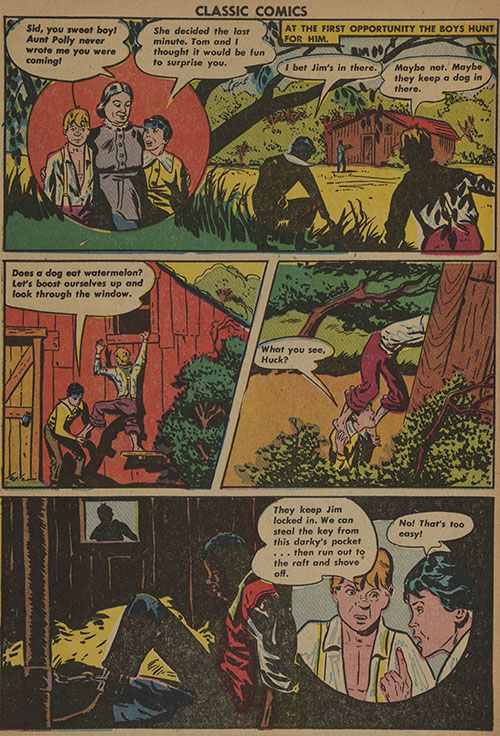 CLASSIC COMICS
Sid, you sweet boy!
Aunt Polly never
wrote me you were
coming!
She decided the last
minute. Tom and I
thought it would be fun
to surprise you.
AT THE FIRST OPPORTUNITY THE BOYS HUNT
FOR HIM.
I bet Jim's in there.
Maybe not. Maybe
they keep a dog in
there.
Does a dog eat watermelon?
Let's boost ourselves up and
look through the window.
What you see,
Huck?
They keep Jim
locked in. We can
steal the key from
this darky's pocket
. . . then run out to
the raft and shove
off.
No! That's too
easy!